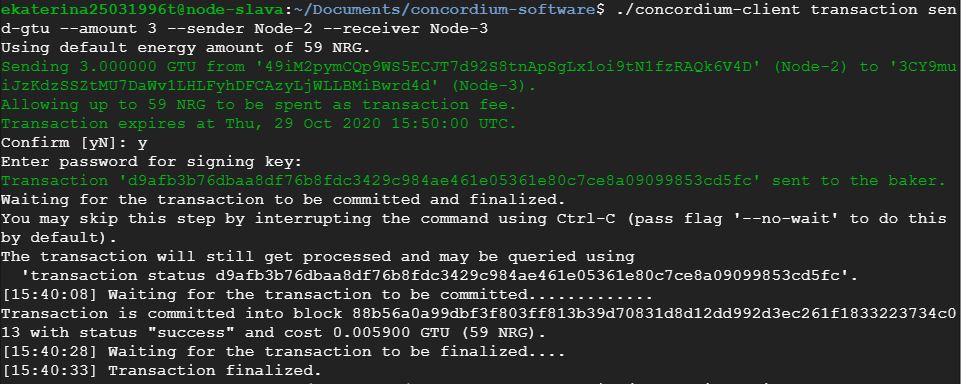 ekaterina25031996t@node-slava:~/Documents/concordium-software$ ./concordium-client transaction sen
d-gtu --amount 3 --sender Node-2 --receiver Node-3
Using default energy amount of 59 NRG.
Sending 3.000000 GTU from '49iM2pymCQp9WS5ECJT7d92S8tnApSgLx1oi9tN1fzRAQk6V4D' (Node-2) to '3CY9mu
iJzKdzSSZtMU7DaWv1LHLFyhDFCAzyLjWLLBMiBwrd4d' (Node-3).
Allowing up to 59 NRG to be spent as transaction fee.
Transaction expires at Thu, 29 Oct 2020 15:50:00 UTC.
Confirm [yN]: y
Enter password for signing key:
Transaction 'd9afb3b76dbaa8df76b8fdc3429c984ae461e05361e80c7ce8a09099853cd5fc' sent to the baker.
Waiting for the transaction to be committed and finalized.
You may skip this step by interrupting the command using Ctrl-C (pass flag '--no-wait' to do this
by default).
The transaction will still get processed and may be queried using
  'transaction status d9afb3b76dbaa8df76b8fdc3429c984ae461e05361e80c7ce8a09099853cd5fc'.
[15:40:08] Waiting for the transaction to be committed.............
Transaction is committed into block 88b56a0a99dbf3f803ff813b39d70831d8d12dd992d3ec261f1833223734c0
13 with status "success" and cost 0.005900 GTU (59 NRG).
[15:40:28] Waiting for the transaction to be finalized....
[15:40:33] Transaction finalized.